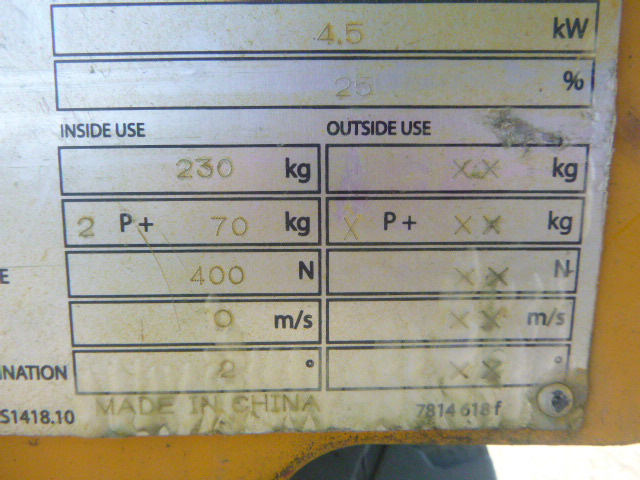 4.5 kW
25 %
INSIDE USE OUTSIDE USE
230 kg XX kg
2 P+ 70 kg X P+ XX kg
400 N XX N
0 m/s XX m/s
INATION 2 ° XX °
MADE IN CHINA
S1418.10 7814 618 f